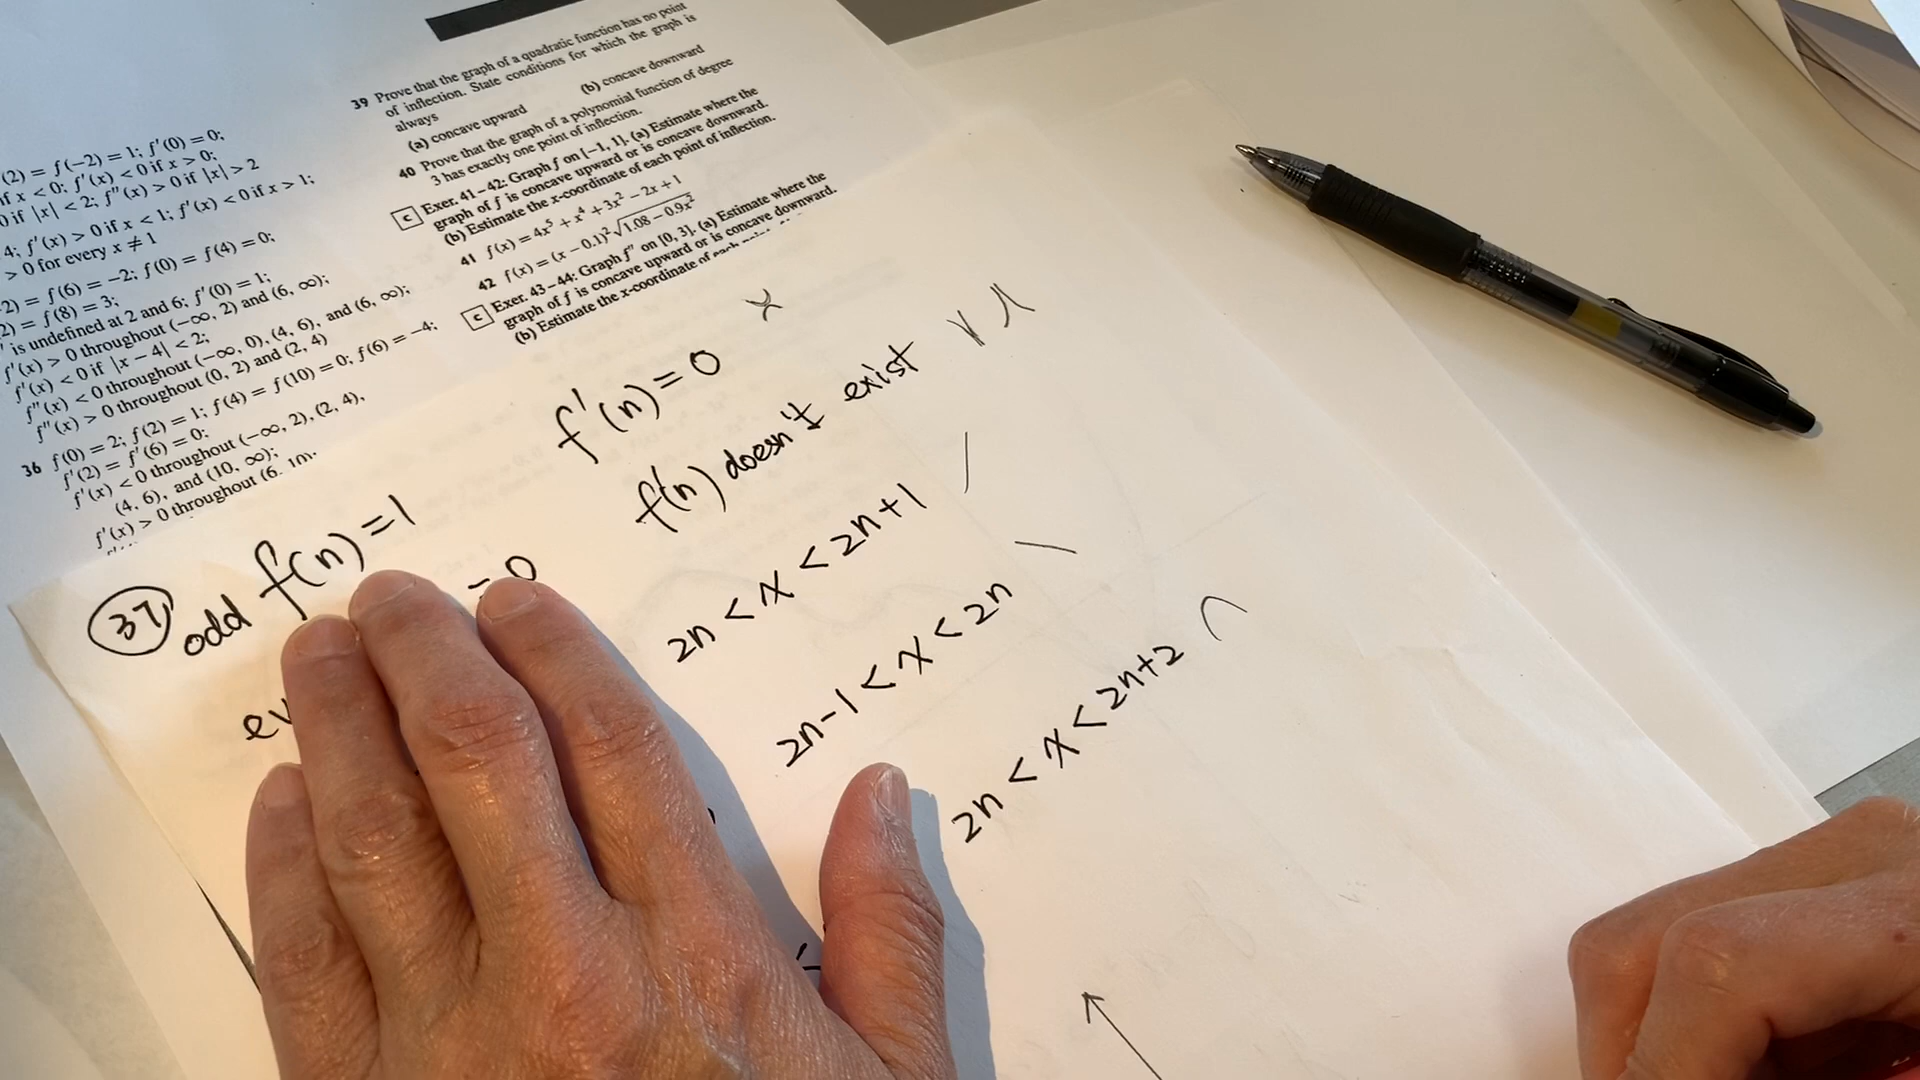 39 Prove that the graph of a quadratic function has no point
of inflection. State conditions for which the graph is
always
(a) concave upward (b) concave downward
40 Prove that the graph of a polynomial function of degree
3 has exactly one point of inflection.
c Exer. 41–42: Graph f on [−1, 1]. (a) Estimate where the
graph of f is concave upward or is concave downward.
(b) Estimate the x-coordinate of each point of inflection.
41 f(x) = 4x⁵ + x⁴ + 3x² − 2x + 1
42 f(x) = (x − 0.1)²√(1.08 − 0.9x²)
c Exer. 43–44: Graph f″ on [0, 3]. (a) Estimate where the
graph of f is concave upward or is concave downward.
(b) Estimate the x-coordinate of each point of inflection.
(2) = f(−2) = 1; f′(0) = 0;
if x < 0; f′(x) < 0 if x > 0;
0 if |x| < 2; f″(x) > 0 if |x| > 2
4; f′(x) > 0 if x < 1; f′(x) < 0 if x > 1;
> 0 for every x ≠ 1
2) = f(6) = −2; f(0) = f(4) = 0;
2) = f(8) = 3;
′ is undefined at 2 and 6; f′(0) = 1;
f′(x) > 0 throughout (−∞, 2) and (6, ∞);
f′(x) < 0 if |x − 4| < 2;
f″(x) < 0 throughout (−∞, 0), (4, 6), and (6, ∞);
f″(x) > 0 throughout (0, 2) and (2, 4)
36 f(0) = 2; f(2) = 1; f(4) = f(10) = 0; f(6) = −4;
f′(2) = f′(6) = 0;
f′(x) < 0 throughout (−∞, 2), (2, 4),
(4, 6), and (10, ∞);
f′(x) > 0 throughout (6, 10).
37 odd f(n) = 1
ev = 0
f′(n) = 0
f′(n) doesn't exist
2n < x < 2n+1
2n−1 < x < 2n
2n < x < 2n+2